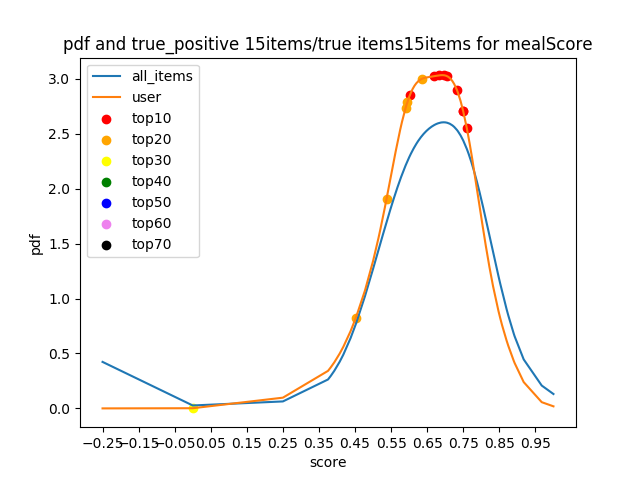 pdf and true_positive 15items/true items15items for mealScore
all_items
user
top10
top20
top30
top40
top50
top60
top70
pdf
3.0
2.5
2.0
1.5
1.0
0.5
0.0
−0.25 −0.15 −0.05 0.05 0.15 0.25 0.35 0.45 0.55 0.65 0.75 0.85 0.95
score